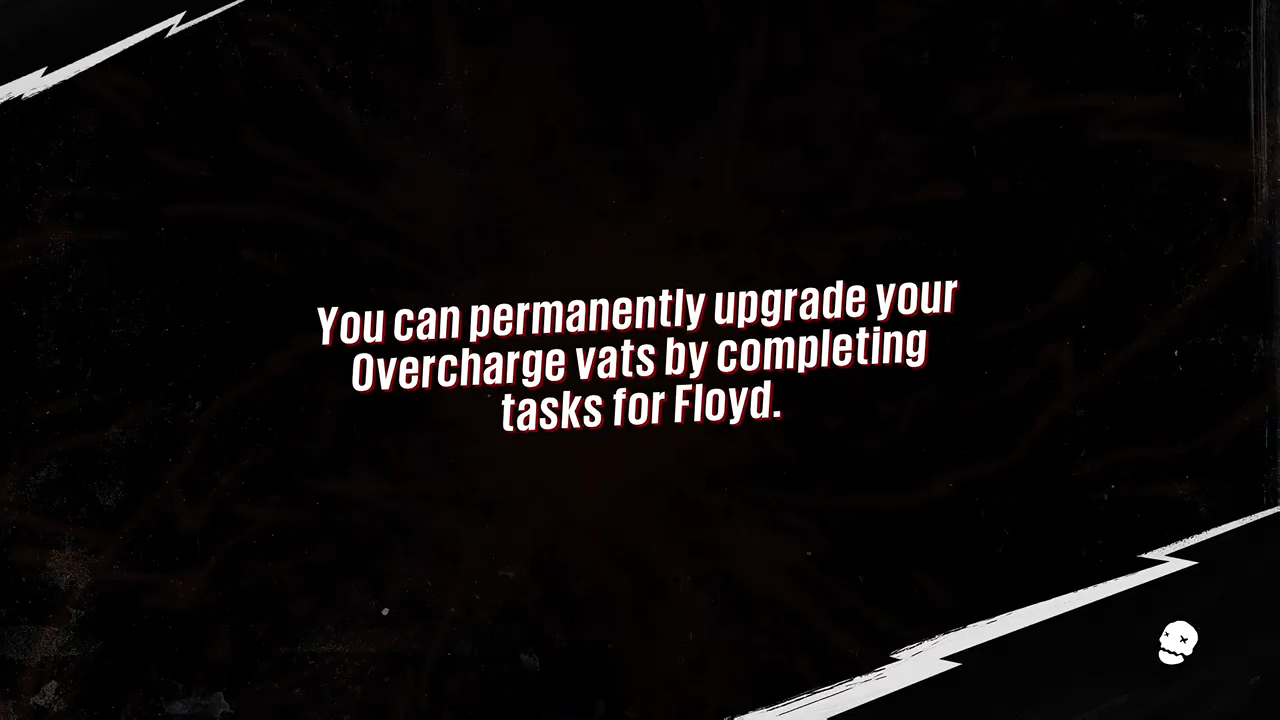 You can permanently upgrade your
Overcharge vats by completing
tasks for Floyd.